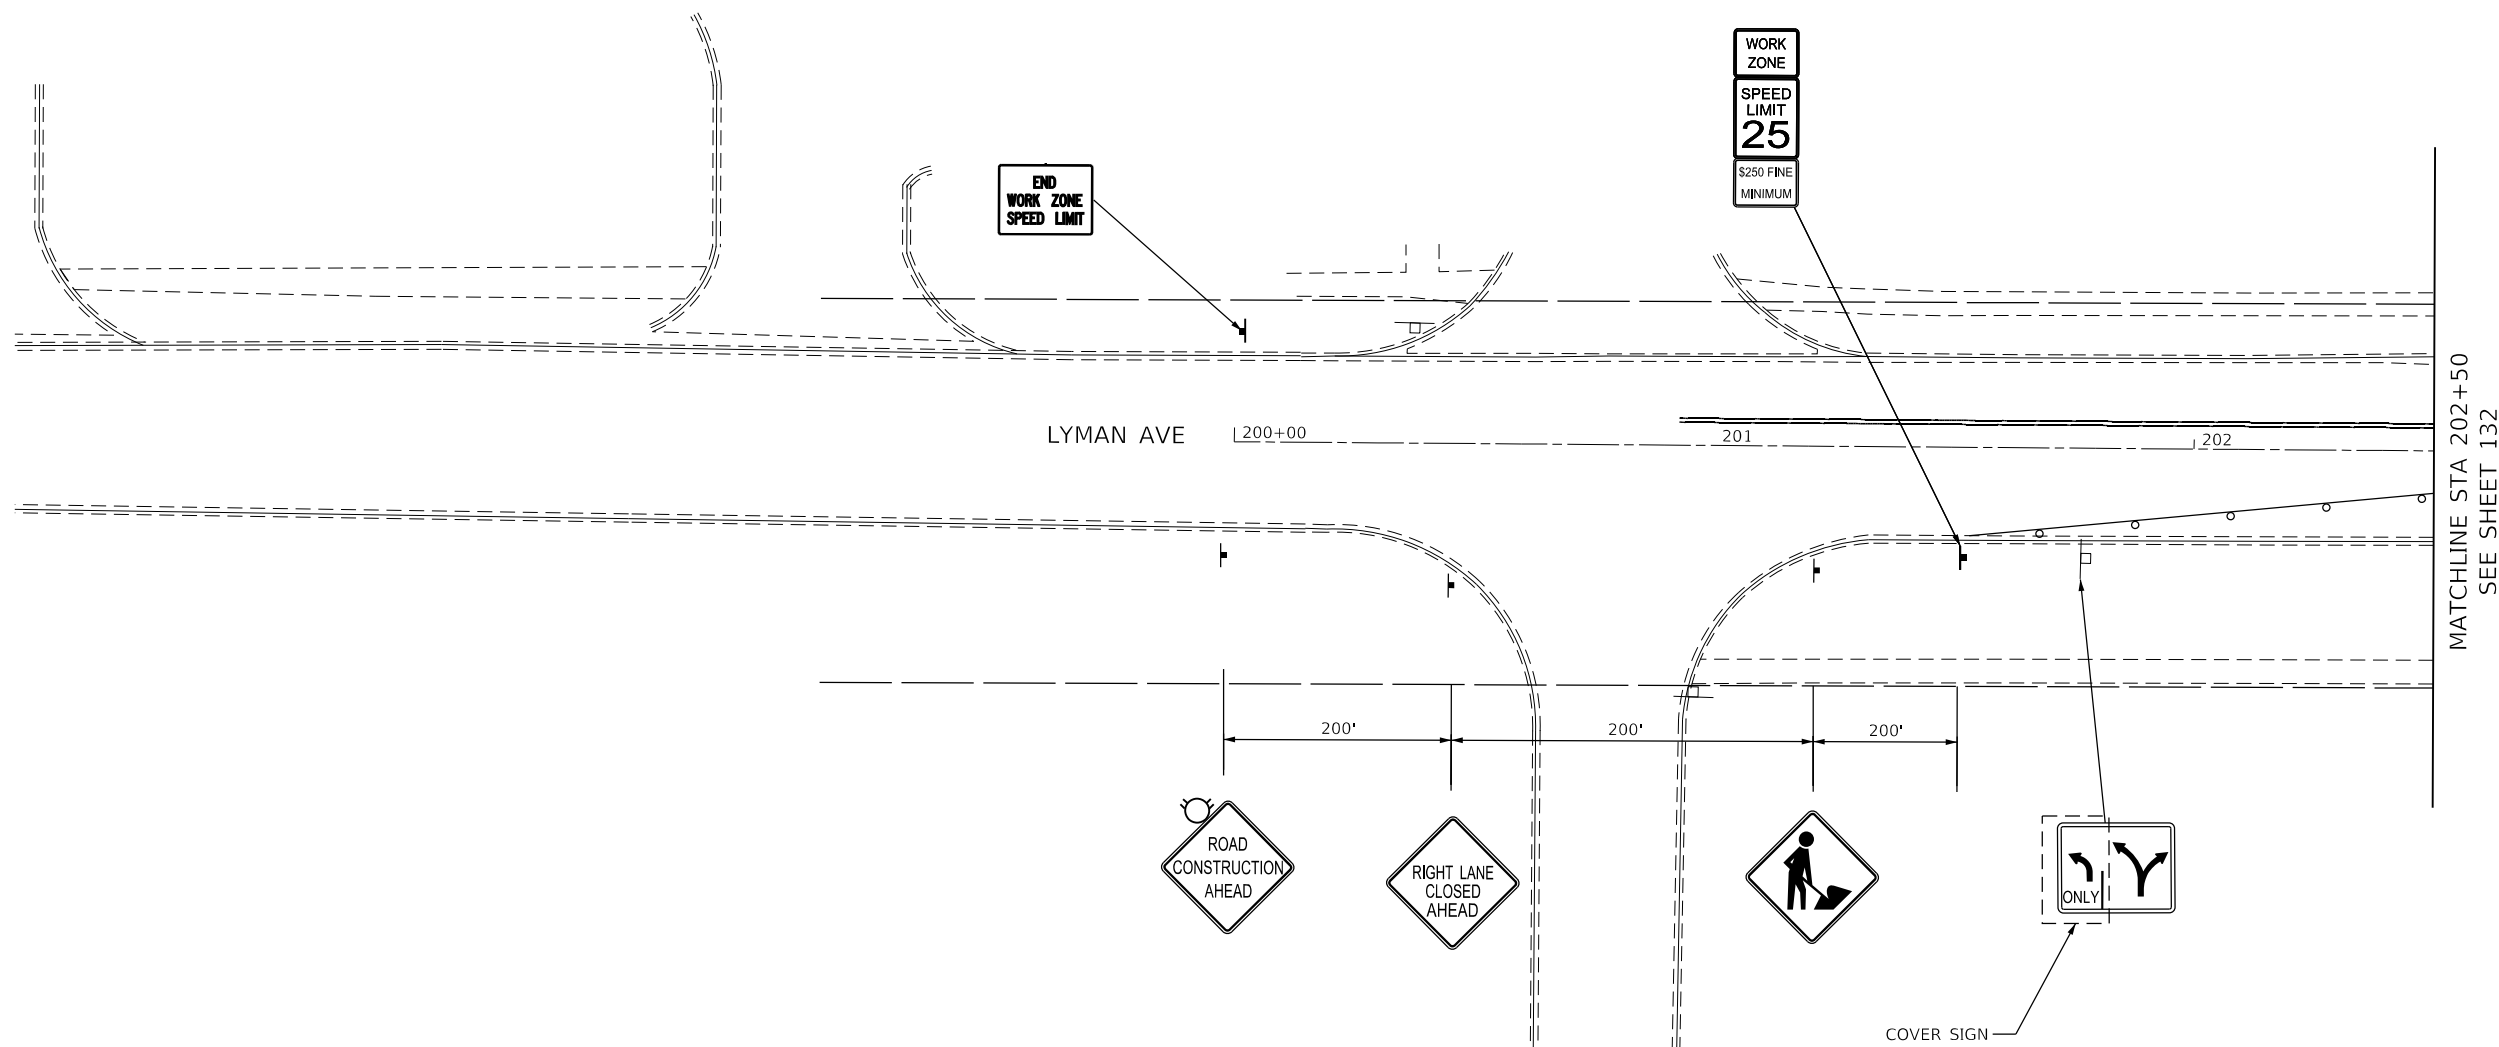 WORK
ZONE
SPEED
LIMIT
25
$250 FINE
MINIMUM
END
WORK ZONE
SPEED LIMIT
LYMAN AVE
200+00
201
202
MATCHLINE STA 202+50
SEE SHEET 132
200'
200'
200'
ROAD
CONSTRUCTION
AHEAD
RIGHT LANE
CLOSED
AHEAD
ONLY
COVER SIGN